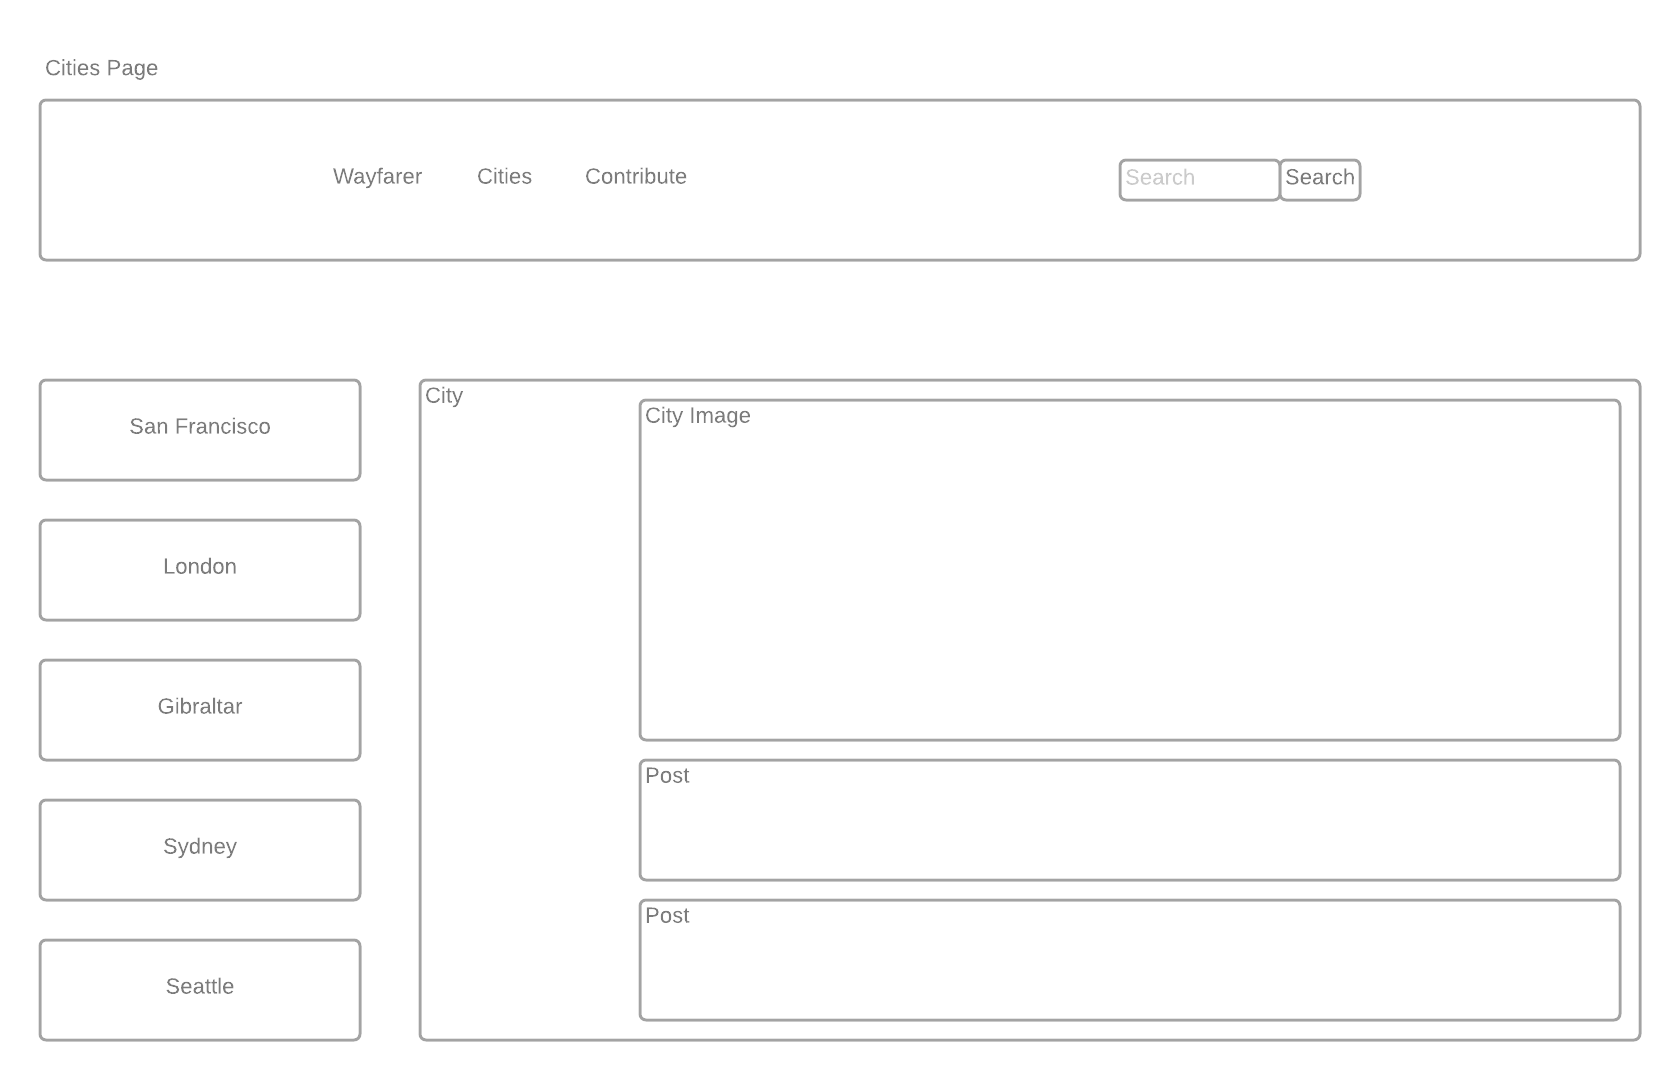 Cities Page
Wayfarer Cities Contribute Search Search
San Francisco
London
Gibraltar
Sydney
Seattle
City
City Image
Post
Post